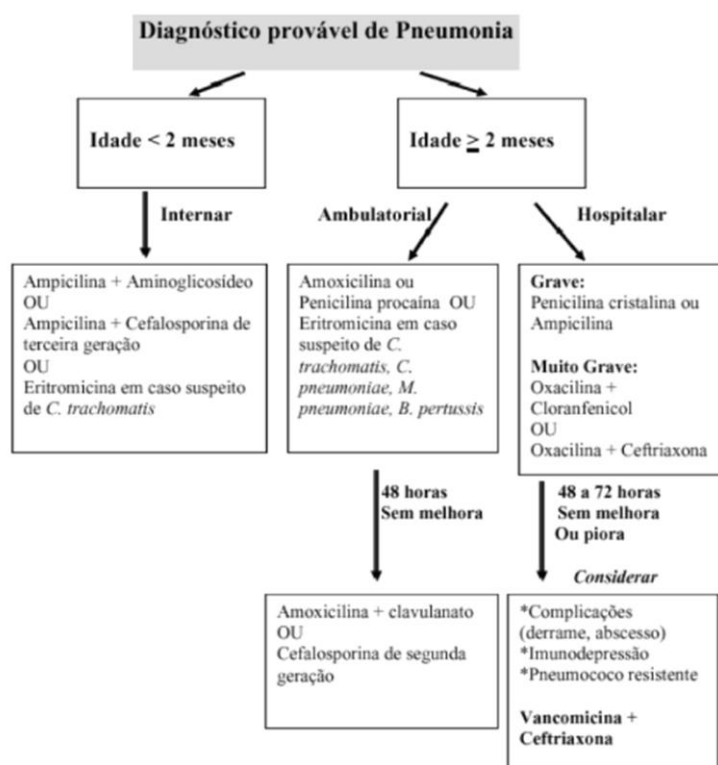 Diagnóstico provável de Pneumonia
Idade < 2 meses
Idade ≥ 2 meses
Internar
Ambulatorial
Hospitalar
Ampicilina + Aminoglicosídeo
OU
Ampicilina + Cefalosporina de
terceira geração
OU
Eritromicina em caso suspeito
de C. trachomatis
Amoxicilina ou
Penicilina procaína OU
Eritromicina em caso
suspeito de C.
trachomatis, C.
pneumoniae, M.
pneumoniae, B. pertussis
Grave:
Penicilina cristalina ou
Ampicilina
Muito Grave:
Oxacilina +
Cloranfenicol
OU
Oxacilina + Ceftriaxona
48 horas
Sem melhora
48 a 72 horas
Sem melhora
Ou piora
Considerar
Amoxicilina + clavulanato
OU
Cefalosporina de segunda
geração
*Complicações
(derrame, abscesso)
*Imunodepressão
*Pneumococo resistente
Vancomicina +
Ceftriaxona